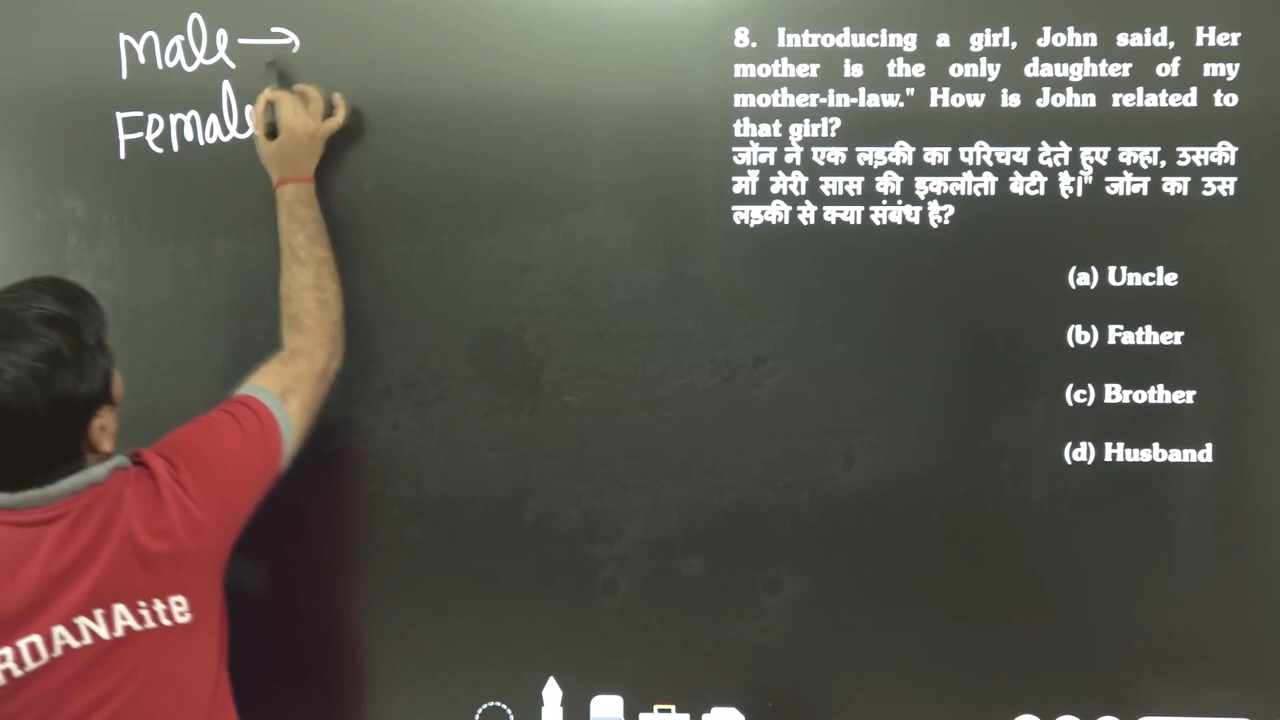 Male →
Female
8. Introducing a girl, John said, Her
mother is the only daughter of my
mother-in-law." How is John related to
that girl?
जॉन ने एक लड़की का परिचय देते हुए कहा, उसकी
माँ मेरी सास की इकलौती बेटी है।" जॉन का उस
लड़की से क्या संबंध है?
(a) Uncle
(b) Father
(c) Brother
(d) Husband
RDANAite